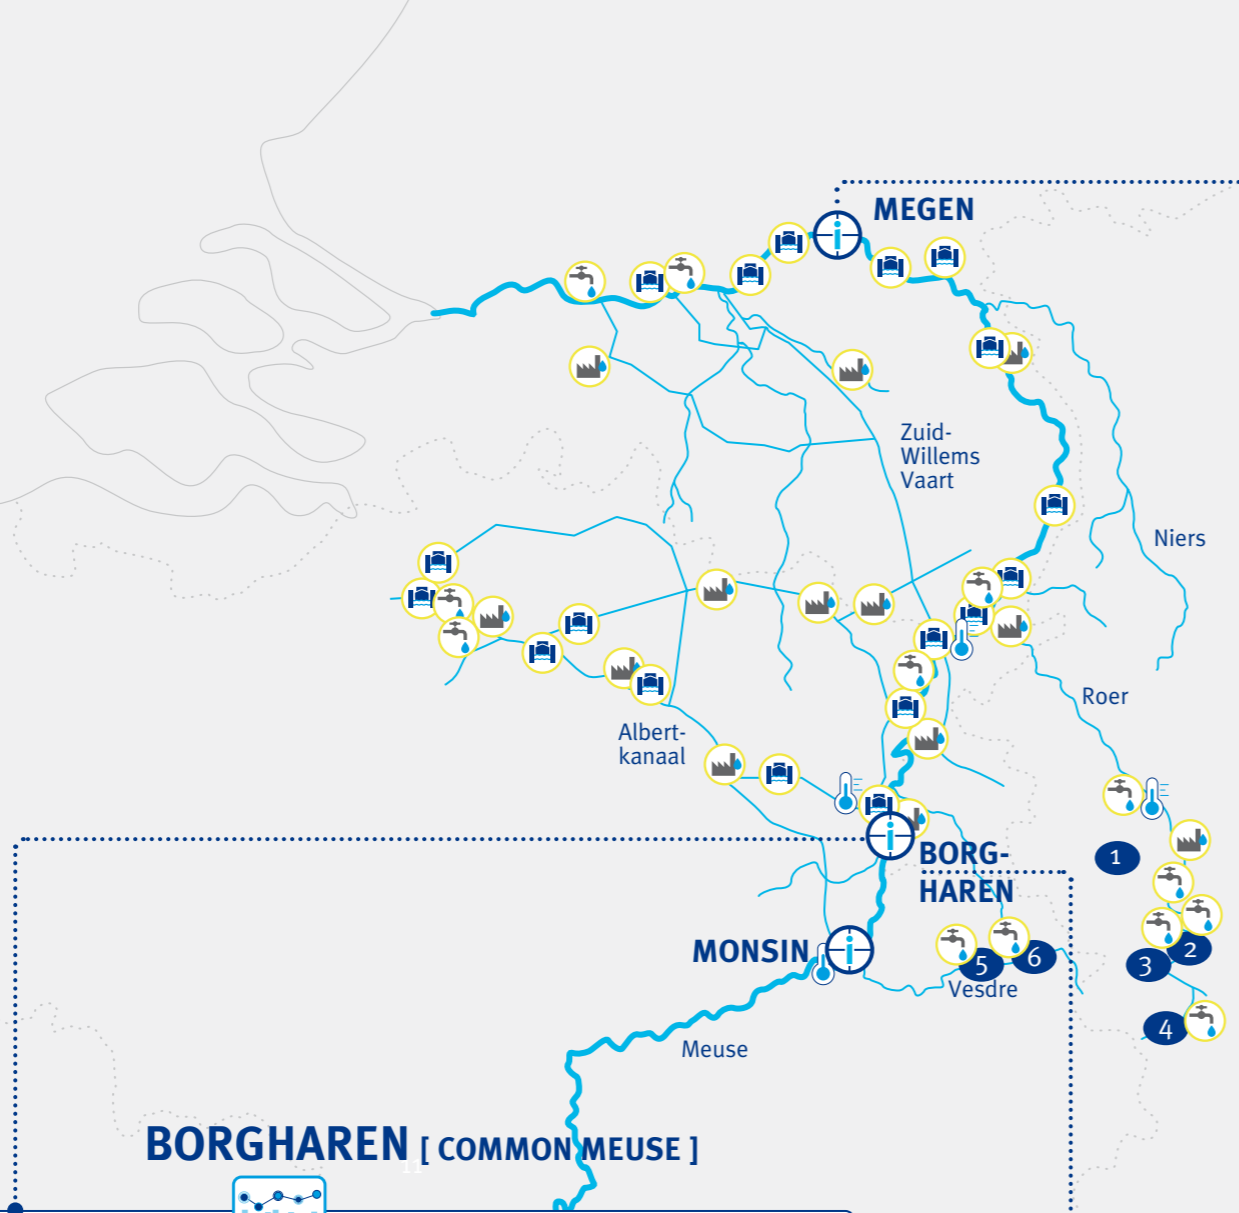 MEGEN
Zuid-
Willems
Vaart
Niers
Roer
Albert-
kanaal
BORG-
HAREN
1
MONSIN
5
6
2
3
Vesdre
4
Meuse
BORGHAREN [ COMMON MEUSE ]
11